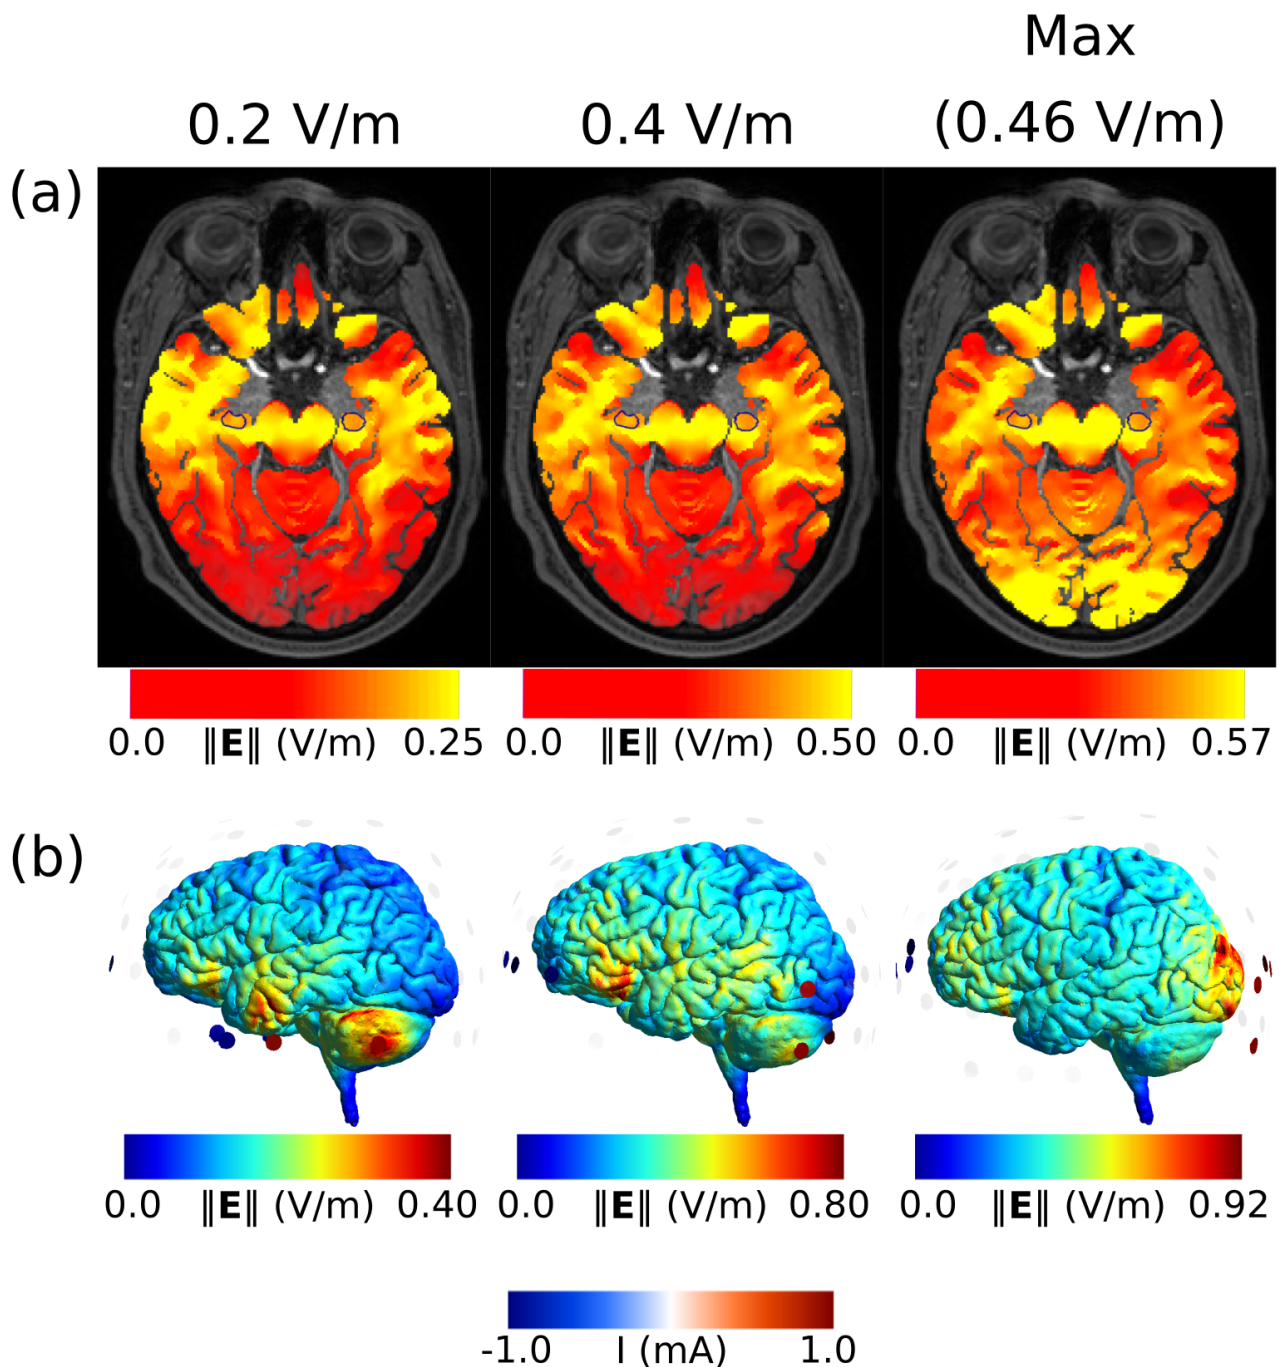 Max
0.2 V/m 0.4 V/m (0.46 V/m)
(a)
0.0 ‖E‖ (V/m) 0.25 0.0 ‖E‖ (V/m) 0.50 0.0 ‖E‖ (V/m) 0.57
(b)
0.0 ‖E‖ (V/m) 0.40 0.0 ‖E‖ (V/m) 0.80 0.0 ‖E‖ (V/m) 0.92
-1.0 I (mA) 1.0